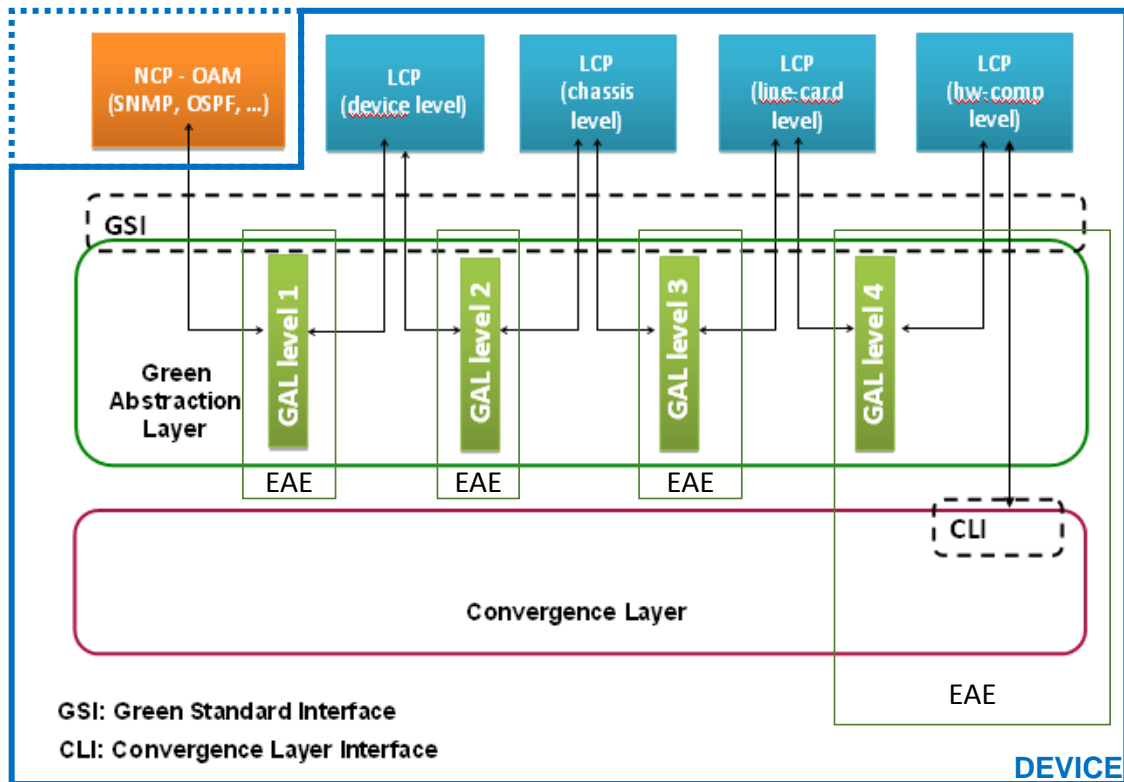 NCP - OAM
(SNMP, OSPF, ...)
LCP
(device level)
LCP
(chassis
level)
LCP
(line-card
level)
LCP
(hw-comp
level)
GSI
GAL level 1
GAL level 2
GAL level 3
GAL level 4
Green
Abstraction
Layer
EAE
EAE
EAE
CLI
Convergence Layer
EAE
GSI: Green Standard Interface
CLI: Convergence Layer Interface
DEVICE